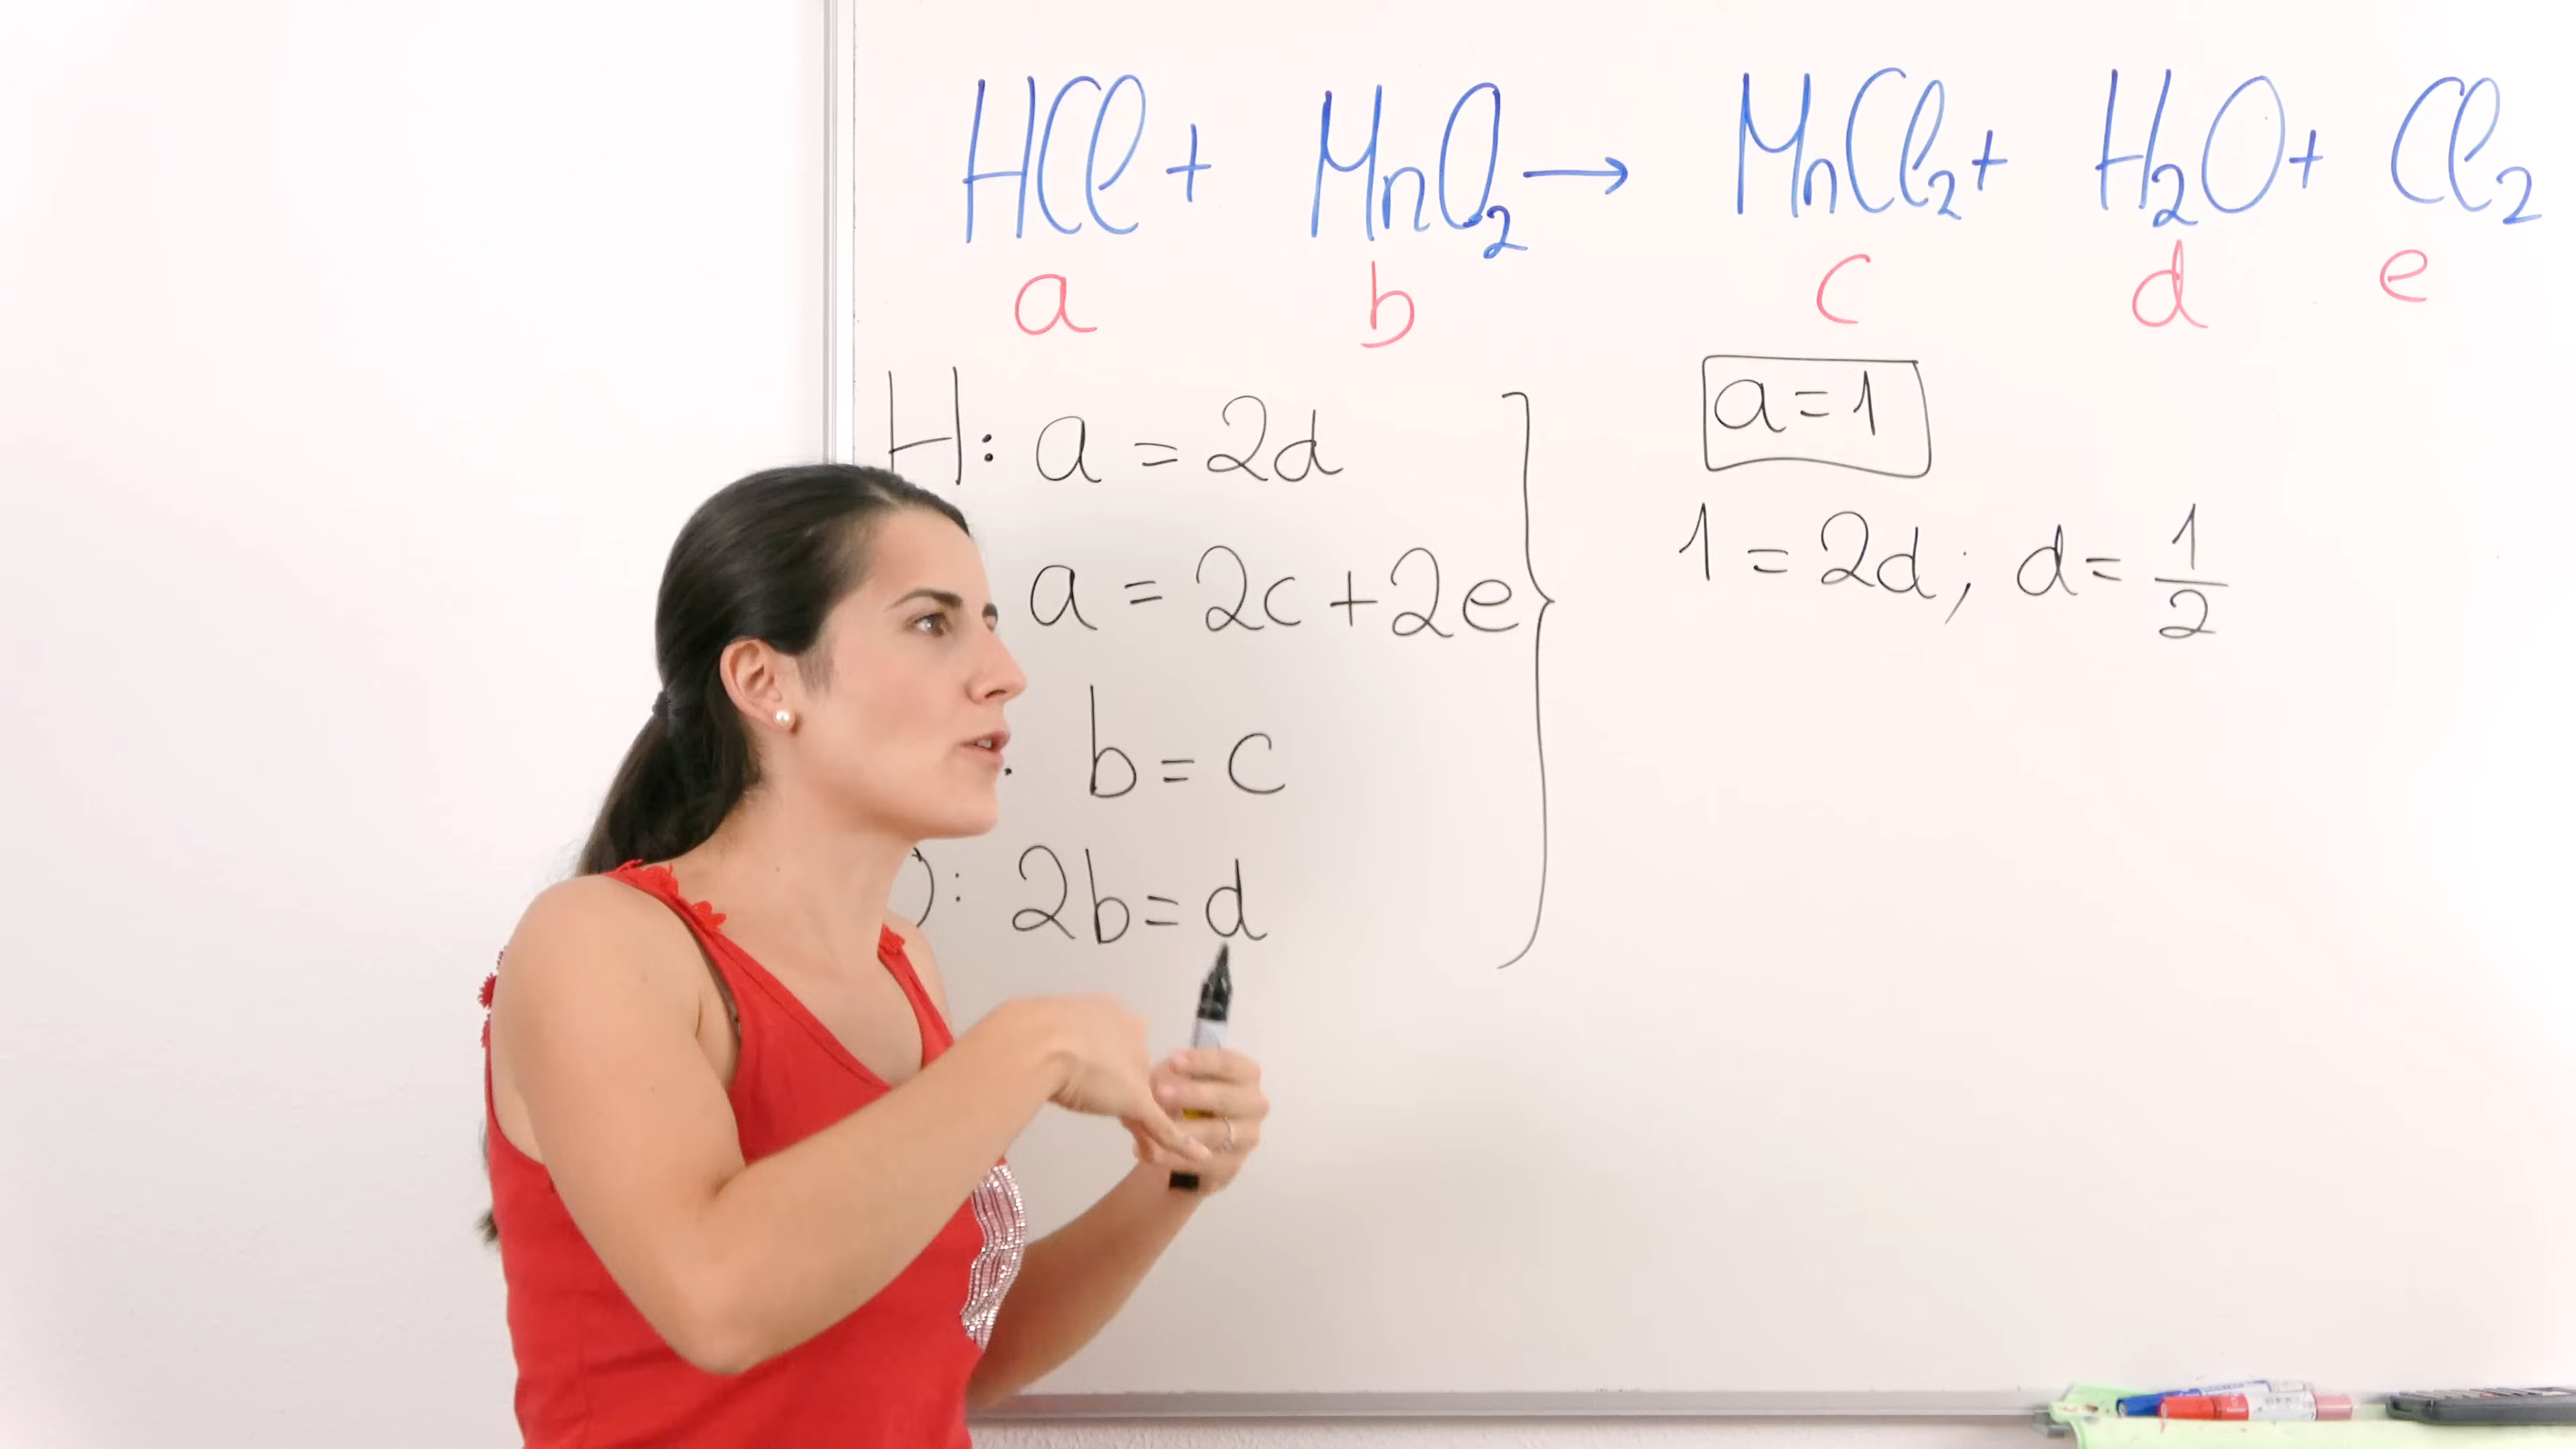 HCl + MnO₂ → MnCl₂ + H₂O + Cl₂
a b c d e
H: a = 2d
a = 2c + 2e
b = c
2b = d
a = 1
1 = 2d; d = 1/2